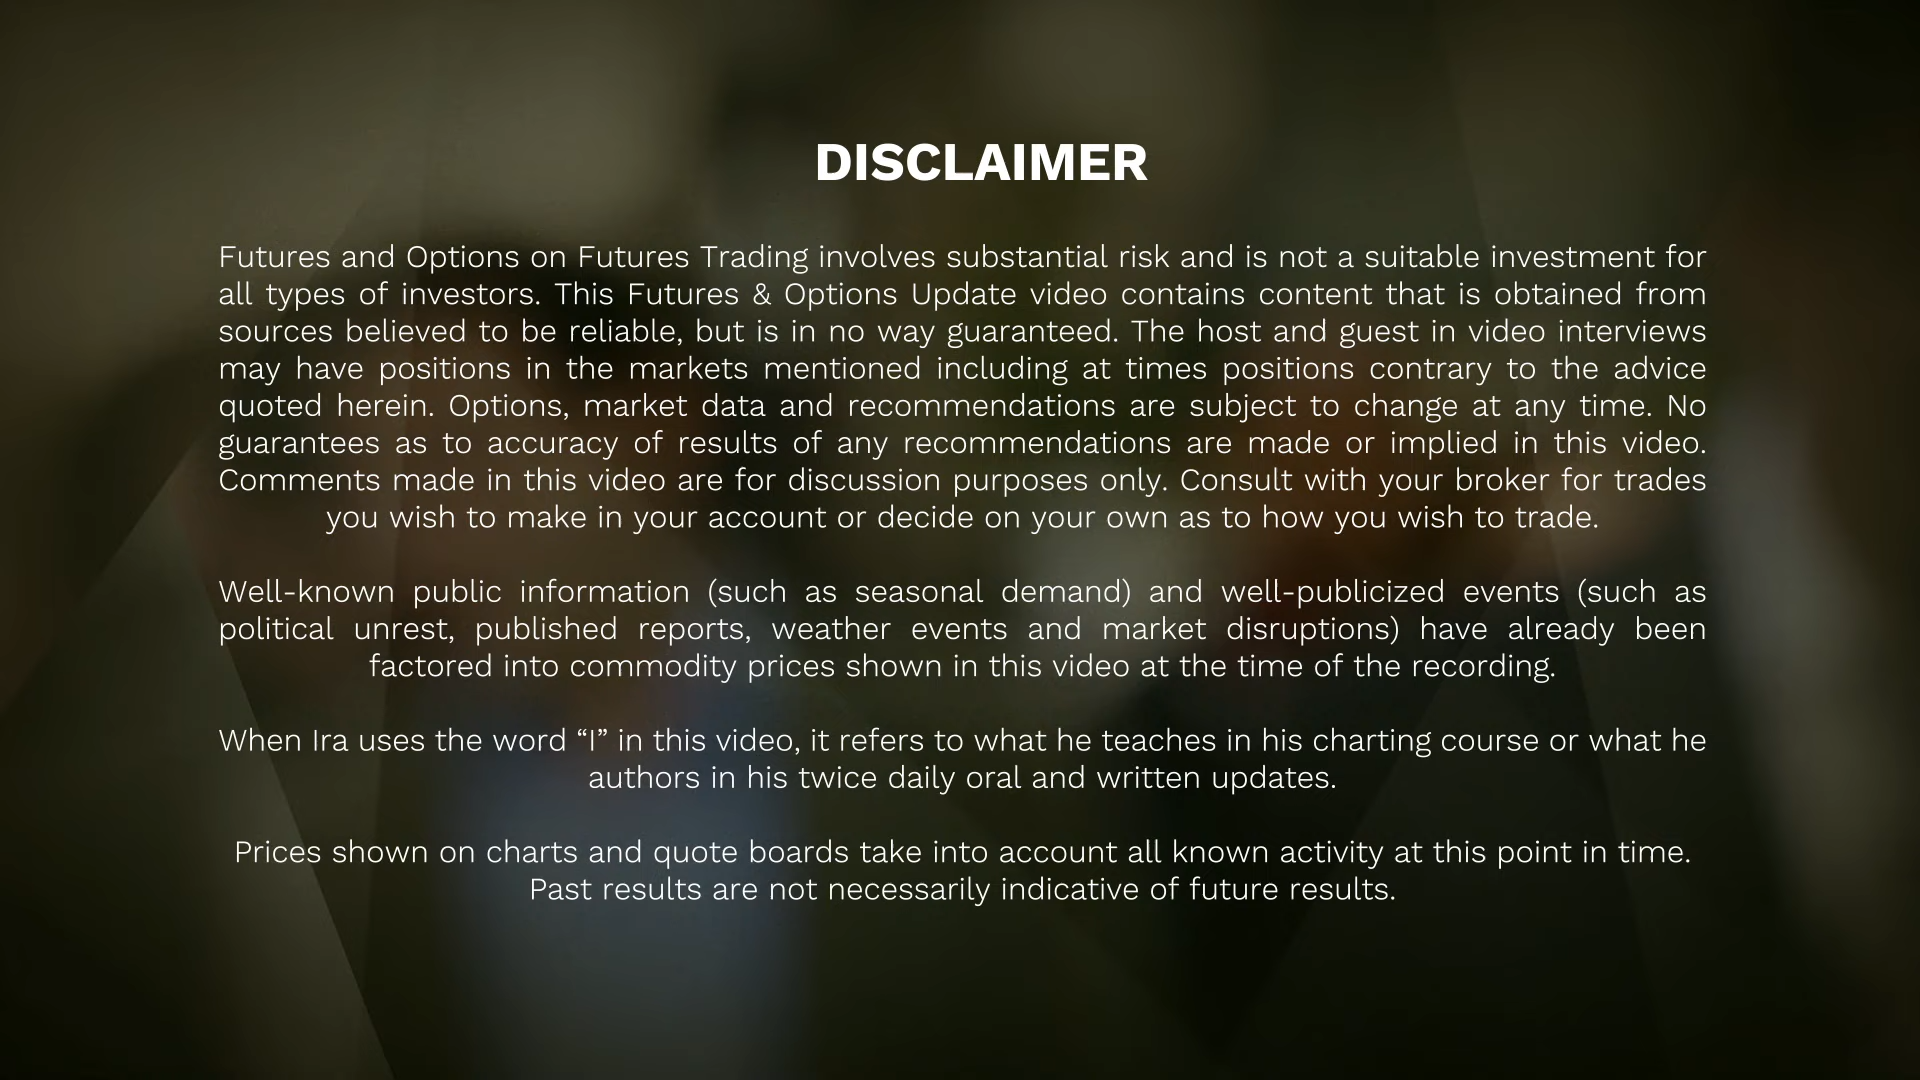 DISCLAIMER
Futures and Options on Futures Trading involves substantial risk and is not a suitable investment for
all types of investors. This Futures & Options Update video contains content that is obtained from
sources believed to be reliable, but is in no way guaranteed. The host and guest in video interviews
may have positions in the markets mentioned including at times positions contrary to the advice
quoted herein. Options, market data and recommendations are subject to change at any time. No
guarantees as to accuracy of results of any recommendations are made or implied in this video.
Comments made in this video are for discussion purposes only. Consult with your broker for trades
you wish to make in your account or decide on your own as to how you wish to trade.
Well-known public information (such as seasonal demand) and well-publicized events (such as
political unrest, published reports, weather events and market disruptions) have already been
factored into commodity prices shown in this video at the time of the recording.
When Ira uses the word “I” in this video, it refers to what he teaches in his charting course or what he
authors in his twice daily oral and written updates.
Prices shown on charts and quote boards take into account all known activity at this point in time.
Past results are not necessarily indicative of future results.